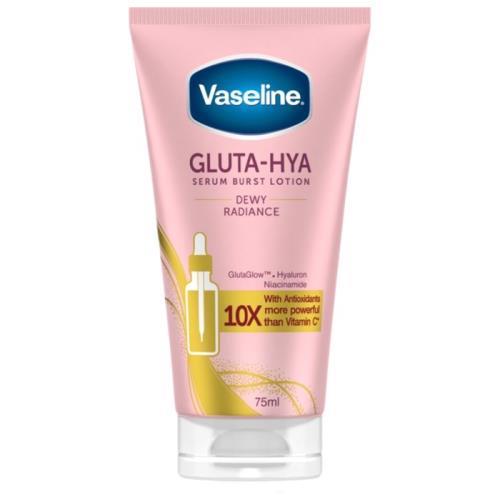 Vaseline.
GLUTA-HYA
SERUM BURST LOTION
DEWY
RADIANCE
GlutaGlow™ • Hyaluron
Niacinamide
10X
With Antioxidants
more powerful
than Vitamin C*
75ml